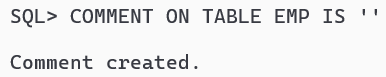 SQL> COMMENT ON TABLE EMP IS ''
Comment created.